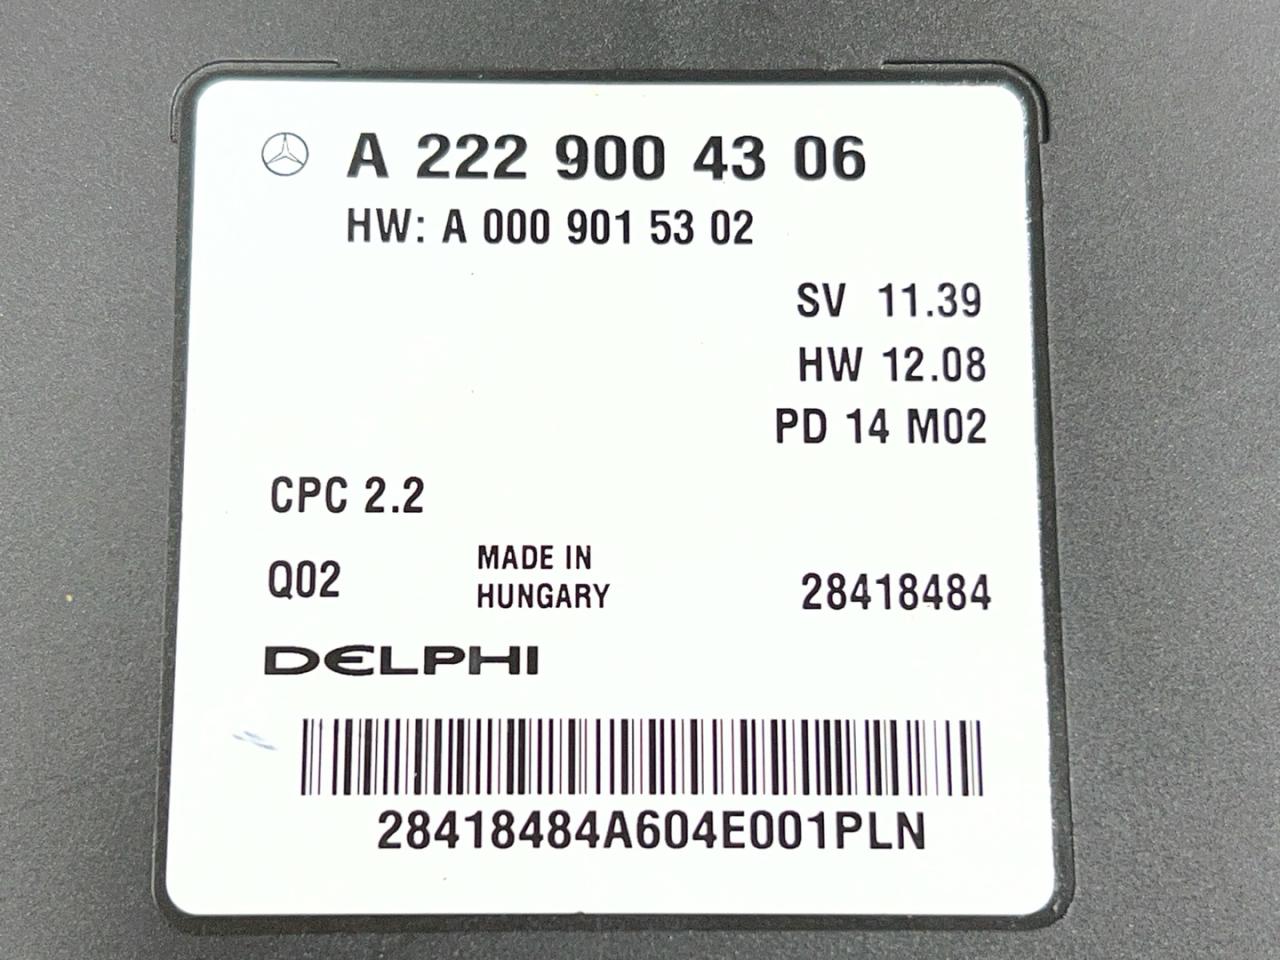 A 222 900 43 06
HW: A 000 901 53 02
SV 11.39
HW 12.08
PD 14 M02
CPC 2.2
Q02
MADE IN
HUNGARY
28418484
DELPHI
28418484A604E001PLN